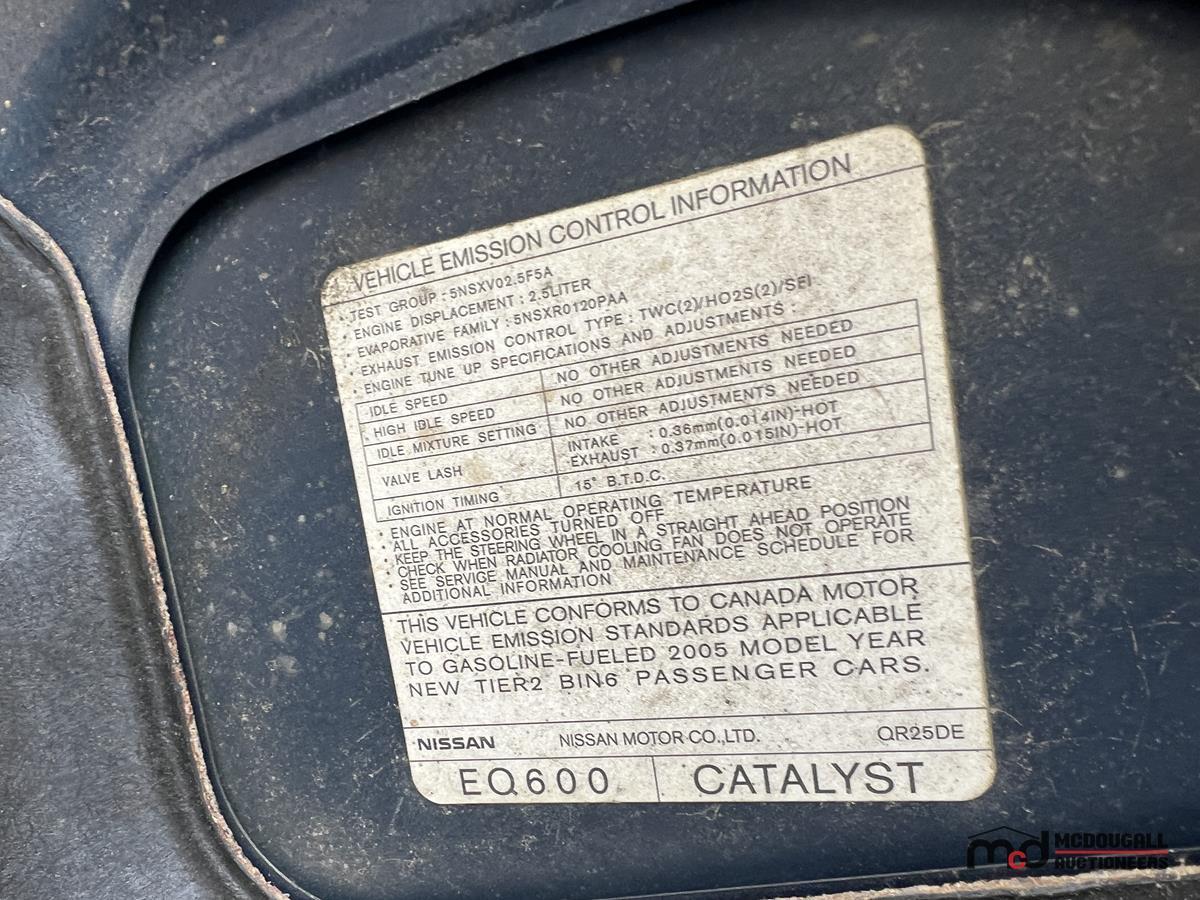 VEHICLE EMISSION CONTROL INFORMATION
TEST GROUP : 5NSXV02.5F5A
ENGINE DISPLACEMENT : 2.5LITER
EVAPORATIVE FAMILY : 5NSXR0120PAA
EXHAUST EMISSION CONTROL TYPE : TWC(2)/HO2S(2)/SFI
ENGINE TUNE UP SPECIFICATIONS AND ADJUSTMENTS :
IDLE SPEED NO OTHER ADJUSTMENTS NEEDED
HIGH IDLE SPEED NO OTHER ADJUSTMENTS NEEDED
IDLE MIXTURE SETTING NO OTHER ADJUSTMENTS NEEDED
VALVE LASH INTAKE : 0.36mm(0.014IN)-HOT
EXHAUST : 0.37mm(0.015IN)-HOT
IGNITION TIMING 15° B.T.D.C.
· ENGINE AT NORMAL OPERATING TEMPERATURE
· ALL ACCESSORIES TURNED OFF
· KEEP THE STEERING WHEEL IN A STRAIGHT AHEAD POSITION
· CHECK WHEN RADIATOR COOLING FAN DOES NOT OPERATE
· SEE SERVICE MANUAL AND MAINTENANCE SCHEDULE FOR
ADDITIONAL INFORMATION
THIS VEHICLE CONFORMS TO CANADA MOTOR
VEHICLE EMISSION STANDARDS APPLICABLE
TO GASOLINE-FUELED 2005 MODEL YEAR
NEW TIER2 BIN6 PASSENGER CARS.
NISSAN NISSAN MOTOR CO.,LTD. QR25DE
EQ600 CATALYST
mcd MCDOUGALL
AUCTIONEERS